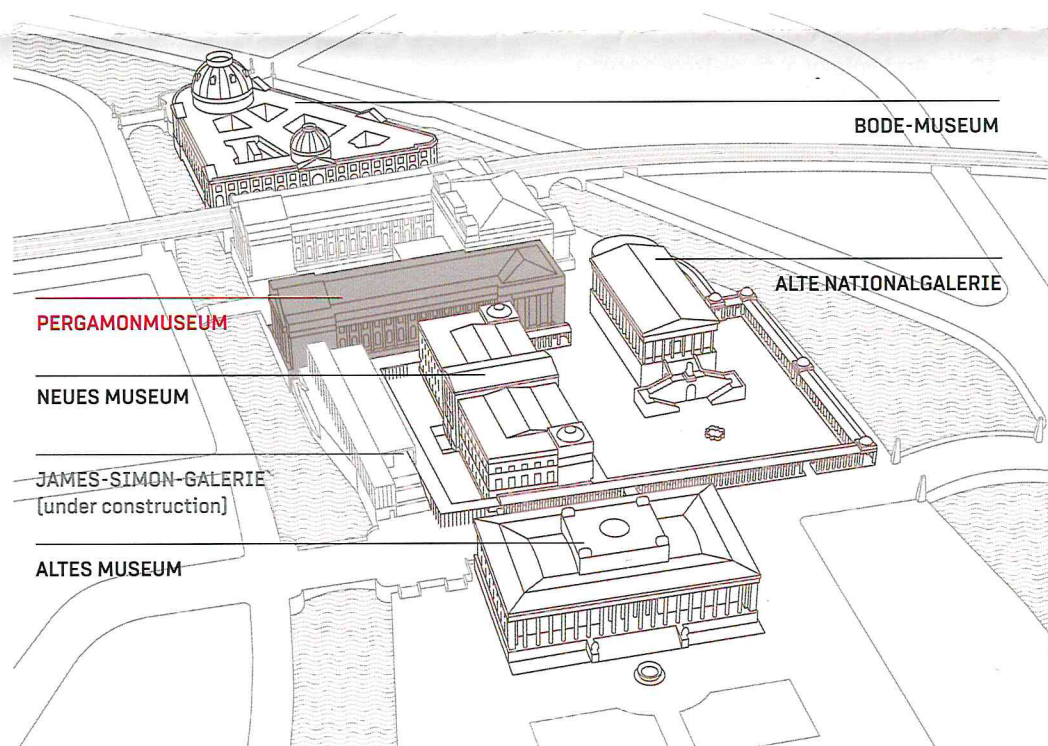 BODE-MUSEUM
ALTE NATIONALGALERIE
PERGAMONMUSEUM
NEUES MUSEUM
JAMES-SIMON-GALERIE
(under construction)
ALTES MUSEUM